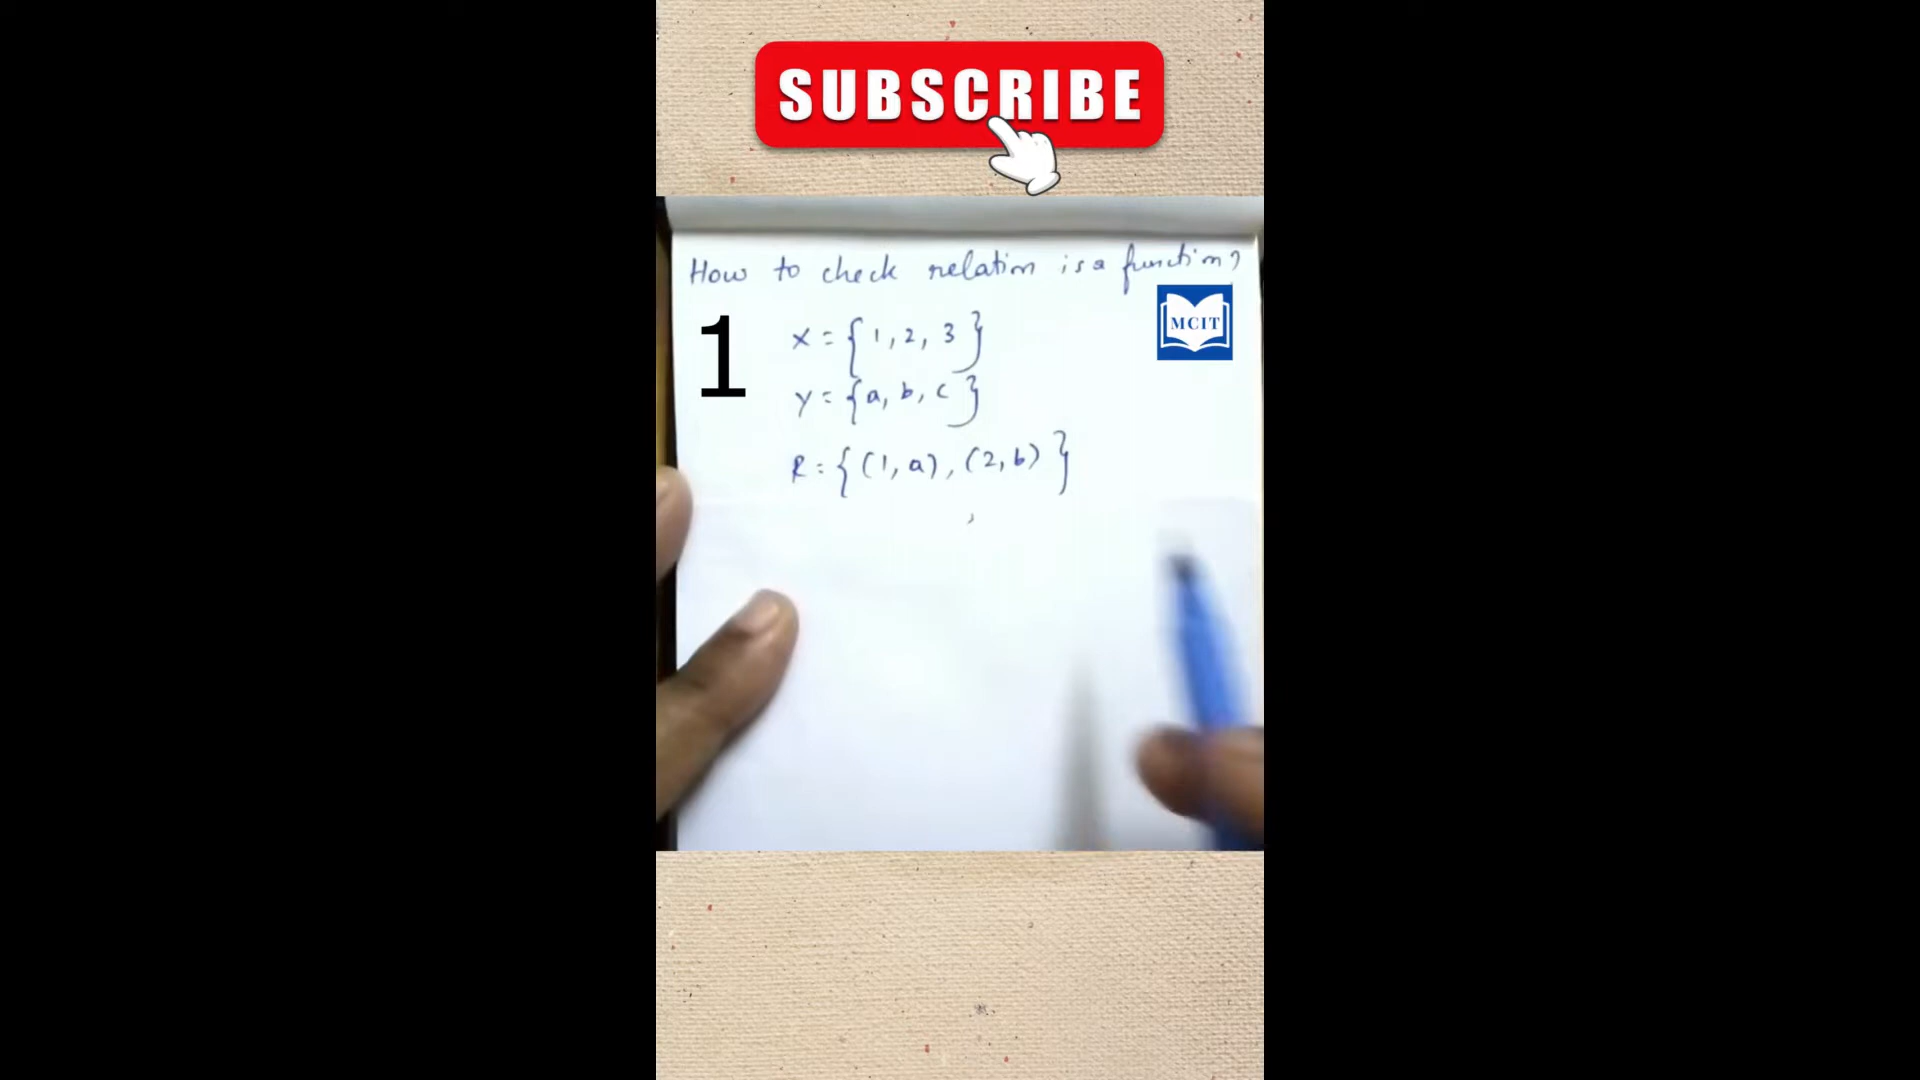 SUBSCRIBE
How to check relation is a function?
MCIT
1
X = {1, 2, 3}
Y = {a, b, c}
R = {(1, a), (2, b)}